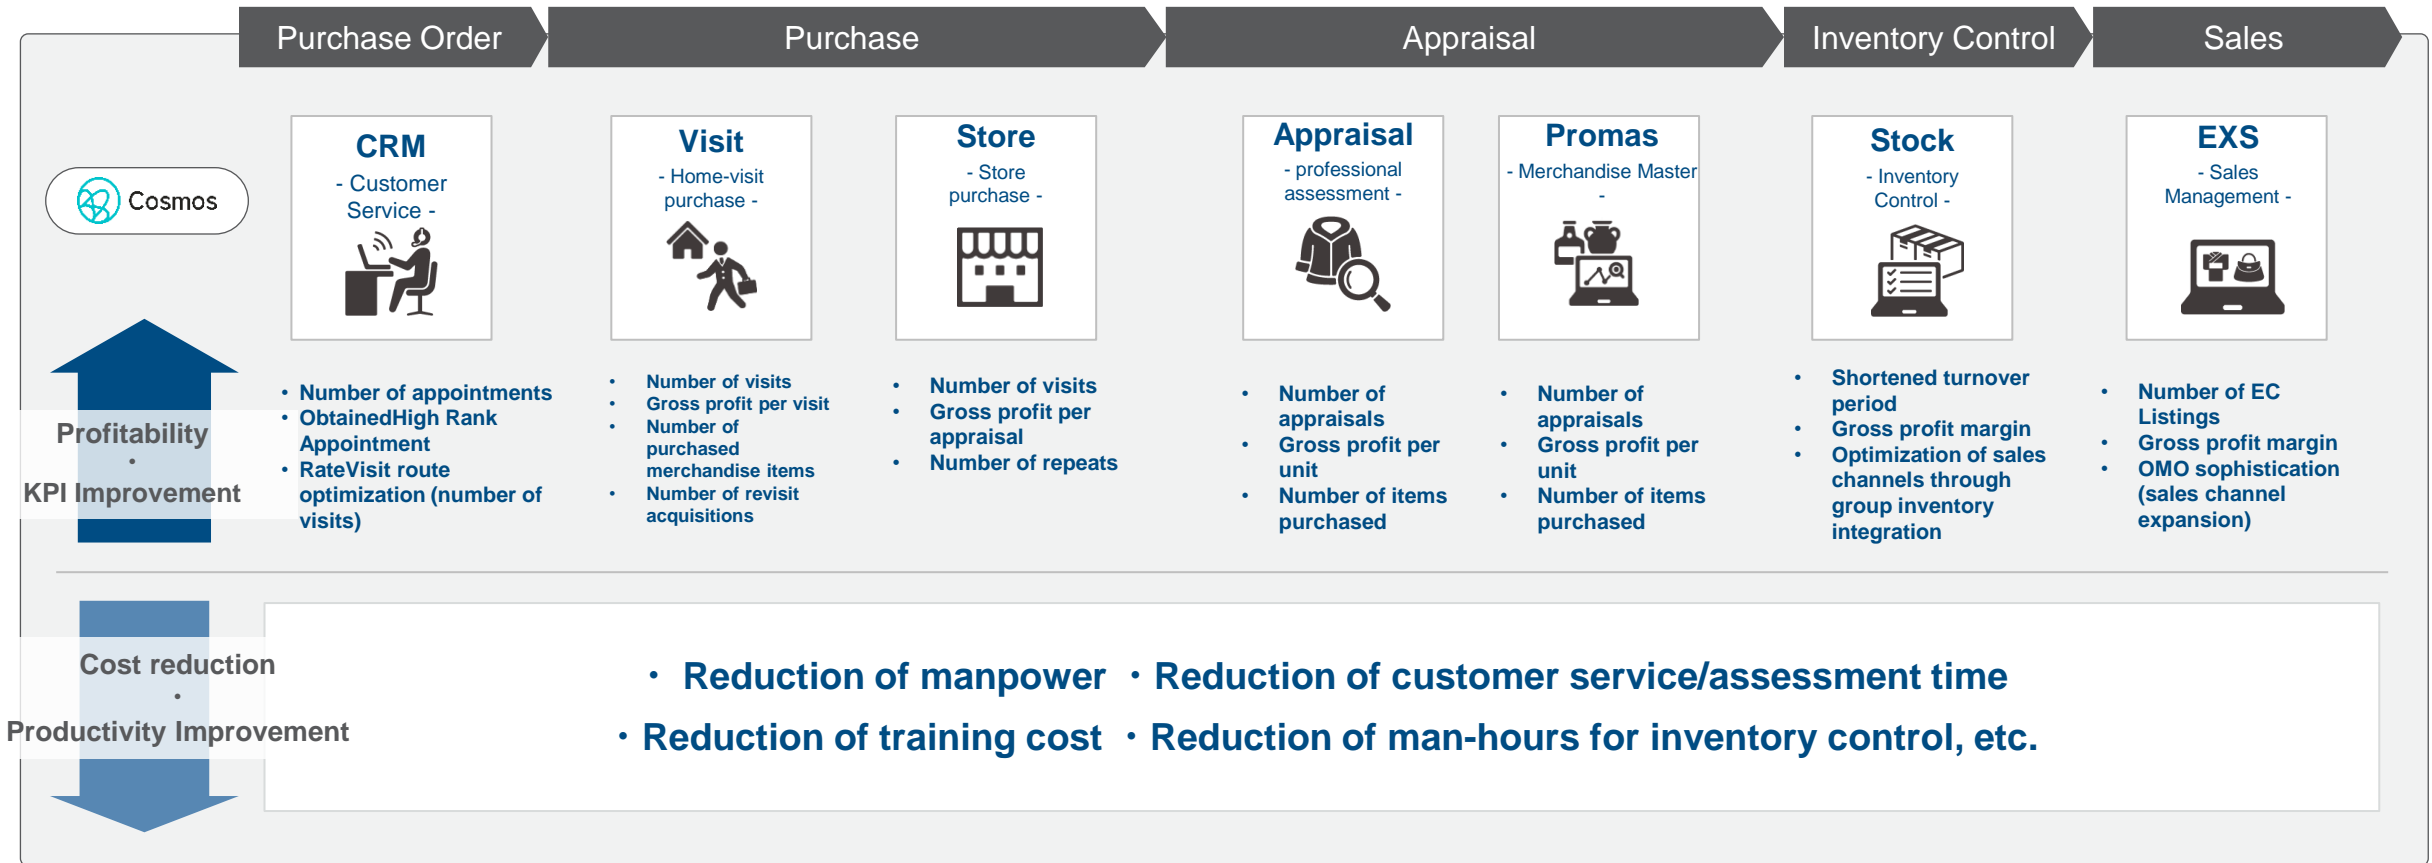 Purchase Order
Purchase
Appraisal
Inventory Control
Sales
Cosmos
CRM
- Customer
Service -
Visit
- Home-visit
purchase -
Store
- Store
purchase -
Appraisal
- professional
assessment -
Promas
- Merchandise Master
-
Stock
- Inventory
Control -
EXS
- Sales
Management -
Profitability
・
KPI Improvement
• Number of appointments
• ObtainedHigh Rank
Appointment
• RateVisit route
optimization (number of
visits)
• Number of visits
• Gross profit per visit
• Number of
purchased
merchandise items
• Number of revisit
acquisitions
• Number of visits
• Gross profit per
appraisal
• Number of repeats
• Number of
appraisals
• Gross profit per
unit
• Number of items
purchased
• Number of
appraisals
• Gross profit per
unit
• Number of items
purchased
• Shortened turnover
period
• Gross profit margin
• Optimization of sales
channels through
group inventory
integration
• Number of EC
Listings
• Gross profit margin
• OMO sophistication
(sales channel
expansion)
Cost reduction
・
Productivity Improvement
・ Reduction of manpower ・Reduction of customer service/assessment time
・Reduction of training cost ・Reduction of man-hours for inventory control, etc.